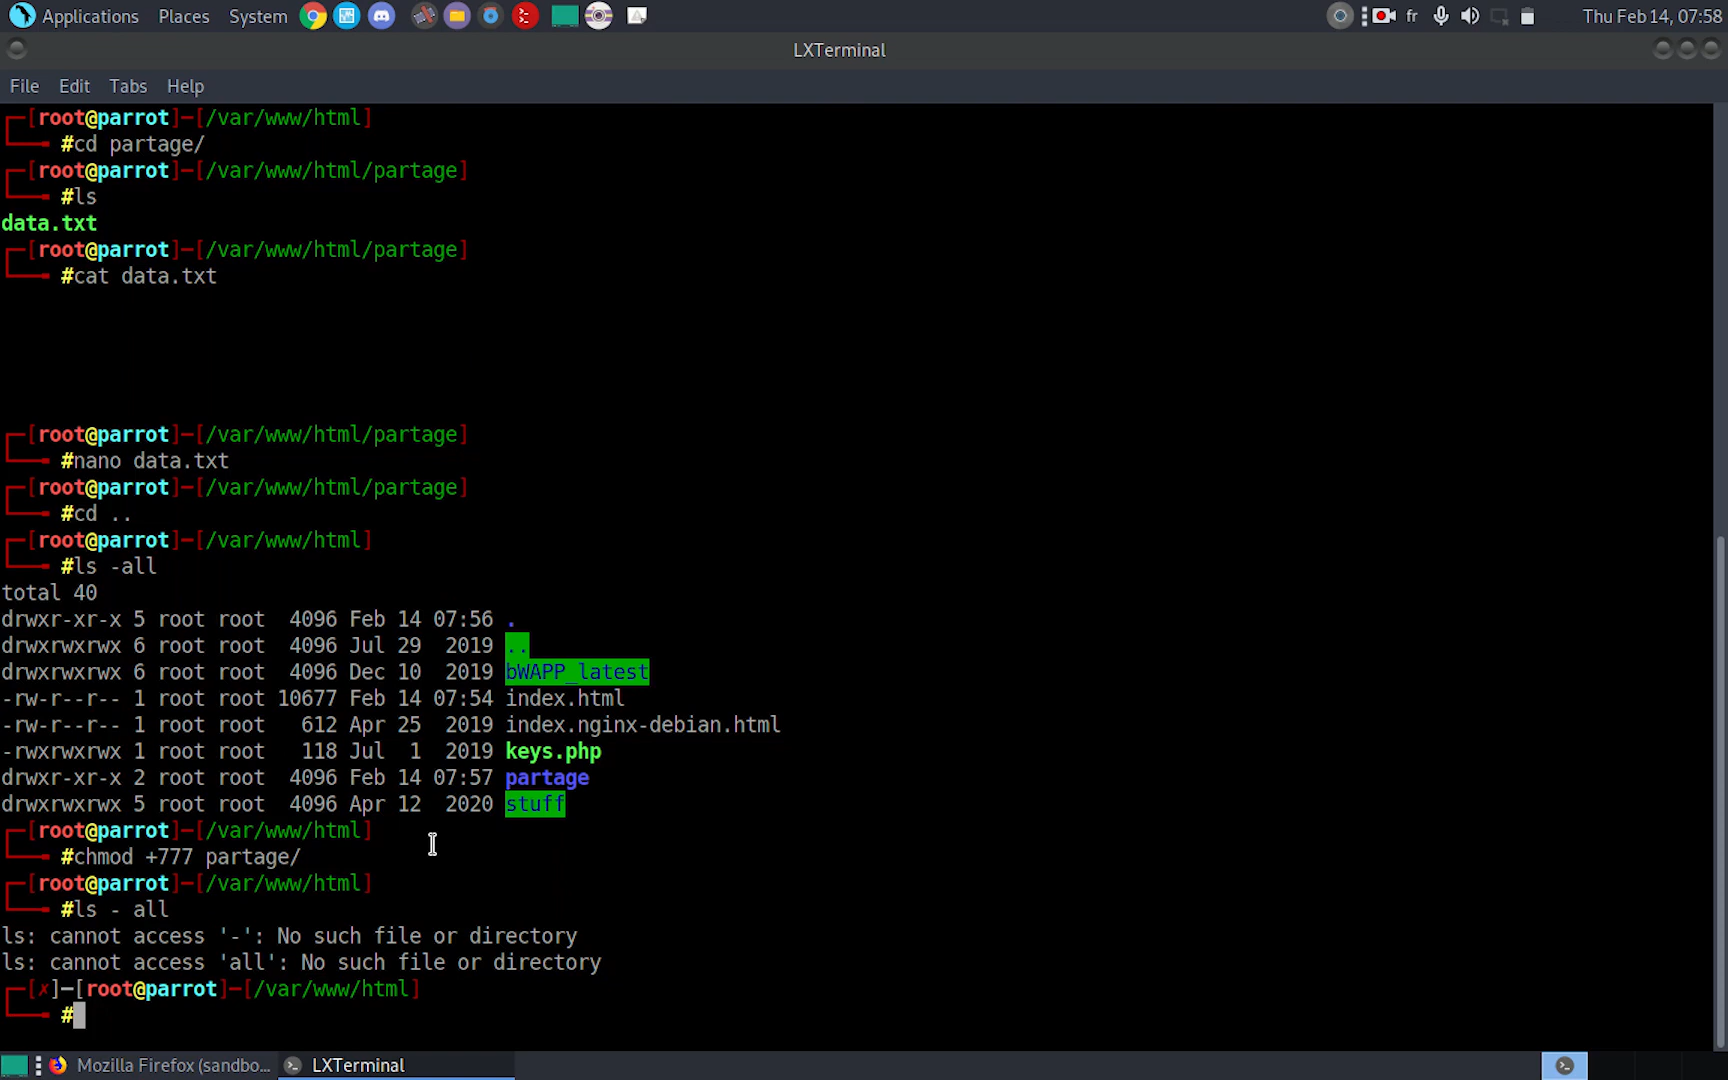 Applications Places System fr Thu Feb 14, 07:58
LXTerminal
File Edit Tabs Help
[root@parrot]-[/var/www/html]
#cd partage/
[root@parrot]-[/var/www/html/partage]
#ls
data.txt
[root@parrot]-[/var/www/html/partage]
#cat data.txt
[root@parrot]-[/var/www/html/partage]
#nano data.txt
[root@parrot]-[/var/www/html/partage]
#cd ..
[root@parrot]-[/var/www/html]
#ls -all
total 40
drwxr-xr-x 5 root root  4096 Feb 14 07:56 .
drwxrwxrwx 6 root root  4096 Jul 29  2019 ..
drwxrwxrwx 6 root root  4096 Dec 10  2019 bWAPP_latest
-rw-r--r-- 1 root root 10677 Feb 14 07:54 index.html
-rw-r--r-- 1 root root   612 Apr 25  2019 index.nginx-debian.html
-rwxrwxrwx 1 root root   118 Jul  1  2019 keys.php
drwxr-xr-x 2 root root  4096 Feb 14 07:57 partage
drwxrwxrwx 5 root root  4096 Apr 12  2020 stuff
[root@parrot]-[/var/www/html]
#chmod +777 partage/
[root@parrot]-[/var/www/html]
#ls - all
ls: cannot access '-': No such file or directory
ls: cannot access 'all': No such file or directory
[✗]-[root@parrot]-[/var/www/html]
#
Mozilla Firefox (sandbo... LXTerminal